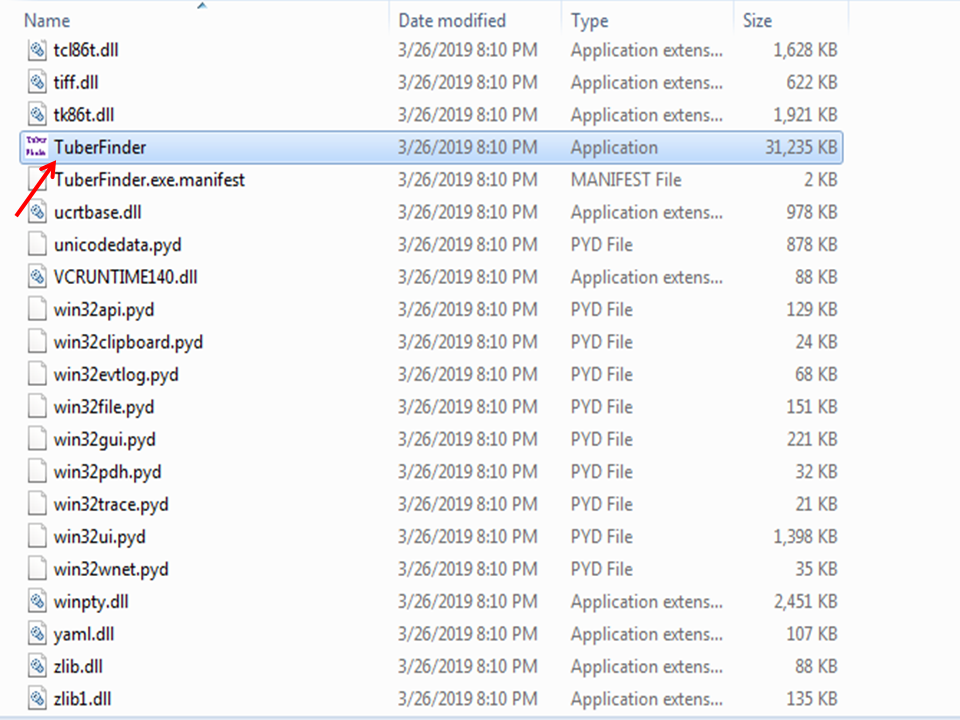 Name Date modified Type Size
tcl86t.dll 3/26/2019 8:10 PM Application extens... 1,628 KB
tiff.dll 3/26/2019 8:10 PM Application extens... 622 KB
tk86t.dll 3/26/2019 8:10 PM Application extens... 1,921 KB
TuberFinder 3/26/2019 8:10 PM Application 31,235 KB
TuberFinder.exe.manifest 3/26/2019 8:10 PM MANIFEST File 2 KB
ucrtbase.dll 3/26/2019 8:10 PM Application extens... 978 KB
unicodedata.pyd 3/26/2019 8:10 PM PYD File 878 KB
VCRUNTIME140.dll 3/26/2019 8:10 PM Application extens... 88 KB
win32api.pyd 3/26/2019 8:10 PM PYD File 129 KB
win32clipboard.pyd 3/26/2019 8:10 PM PYD File 24 KB
win32evtlog.pyd 3/26/2019 8:10 PM PYD File 68 KB
win32file.pyd 3/26/2019 8:10 PM PYD File 151 KB
win32gui.pyd 3/26/2019 8:10 PM PYD File 221 KB
win32pdh.pyd 3/26/2019 8:10 PM PYD File 32 KB
win32trace.pyd 3/26/2019 8:10 PM PYD File 21 KB
win32ui.pyd 3/26/2019 8:10 PM PYD File 1,398 KB
win32wnet.pyd 3/26/2019 8:10 PM PYD File 35 KB
winpty.dll 3/26/2019 8:10 PM Application extens... 2,451 KB
yaml.dll 3/26/2019 8:10 PM Application extens... 107 KB
zlib.dll 3/26/2019 8:10 PM Application extens... 88 KB
zlib1.dll 3/26/2019 8:10 PM Application extens... 135 KB